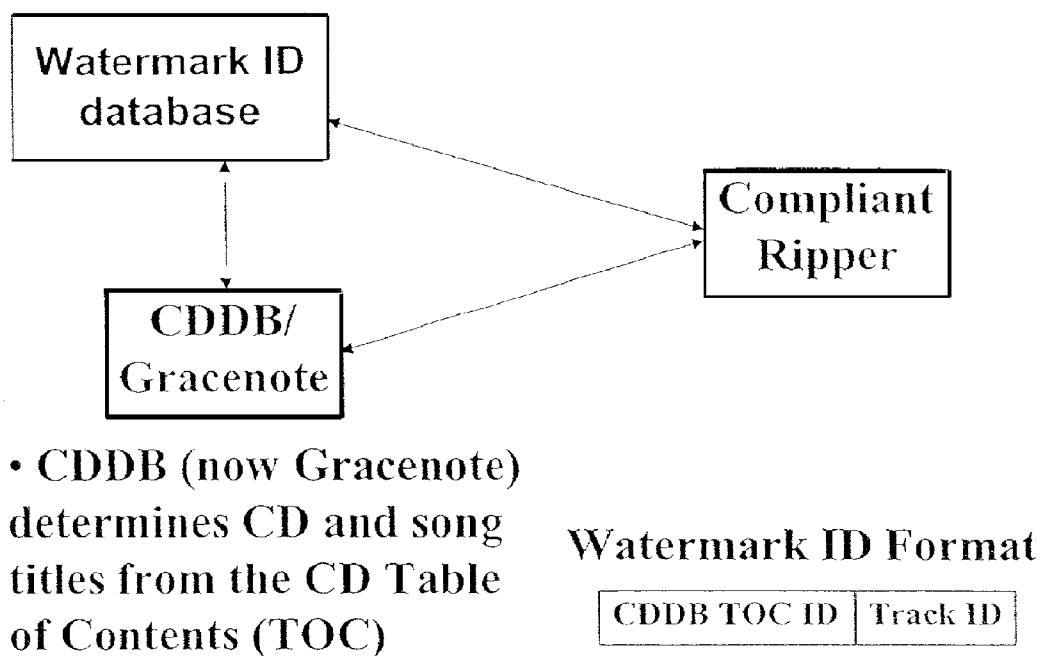 Watermark ID
database
Compliant
Ripper
CDDB/
Gracenote
• CDDB (now Gracenote)
determines CD and song
titles from the CD Table
of Contents (TOC)
Watermark ID Format
CDDB TOC ID Track ID